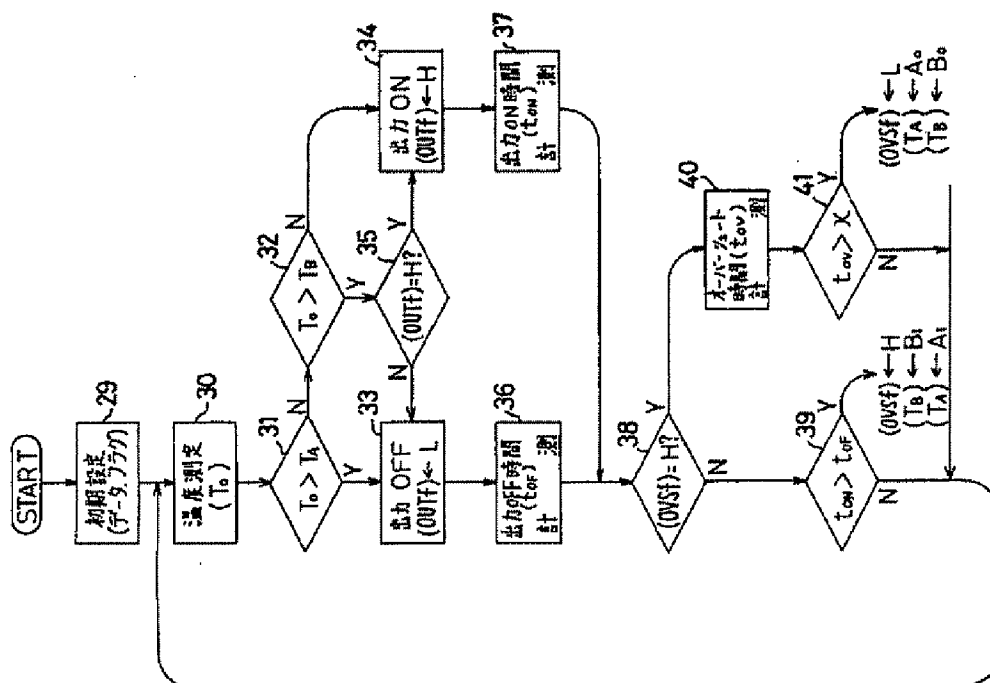 START
29
初期設定
(データ、フラグ)
30
温度測定
(To)
31
To > TA
N
Y
32
To > TB
N
Y
33
出力 OFF
(OUTf)←L
34
出力 ON
(OUTf)←H
35
(OUTf)=H?
N
Y
36
出力OFF時間
(tOF)
計 測
37
出力ON時間
(tON)
計 測
38
(OVSf)=H?
Y
N
39
tON > tOF
Y
N
(OVSf)←H
(TB)←B1
(TA)←A1
40
オーバーシュート
時間(tOV)
計 測
41
tOV > X
Y
N
(OVSf)←L
(TA)←Ao
(TB)←Bo